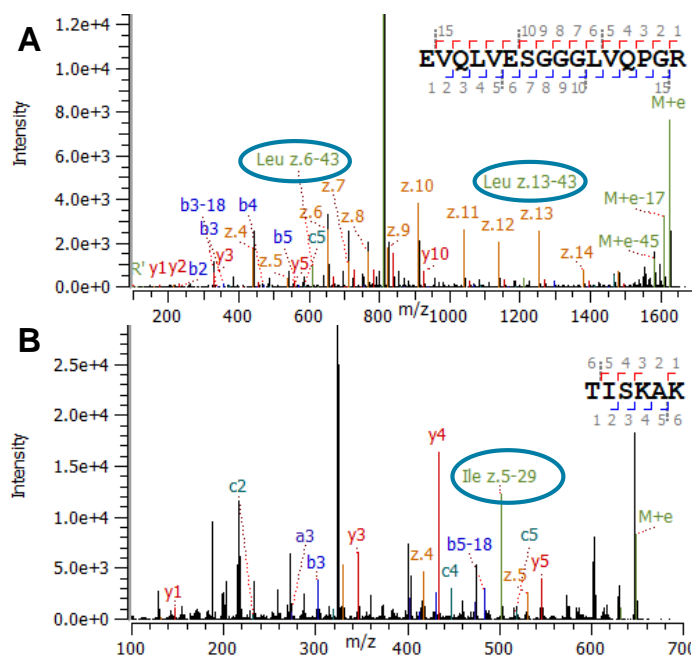 A
1.2e+4
1.0e+4
8.0e+3
6.0e+3
4.0e+3
2.0e+3
0.0e+0
Intensity
15 10 9 8 7 6 5 4 3 2 1
EVQLVESGGGLVQPGR
1 2 3 4 5 6 7 8 9 10 15
M+e
Leu z.6-43
Leu z.13-43
z.7
z.10
b3-18
b4
z.6
z.8
z.11
z.12
z.13
M+e-17
b3
z.4
z.9
M+e-45
y3
b5
c5
z.14
R'
y1
y2
b2
z.5
y5
y10
200 400 600 800 1000 1200 1400 1600
m/z
B
2.5e+4
2.0e+4
1.5e+4
1.0e+4
5.0e+3
0.0e+0
Intensity
6 5 4 3 2 1
TISKAK
1 2 3 4 5 6
y4
Ile z.5-29
c2
M+e
a3
y3
b5-18
c5
b3
z.4
c4
z.5
y5
y1
100 200 300 400 500 600 700
m/z